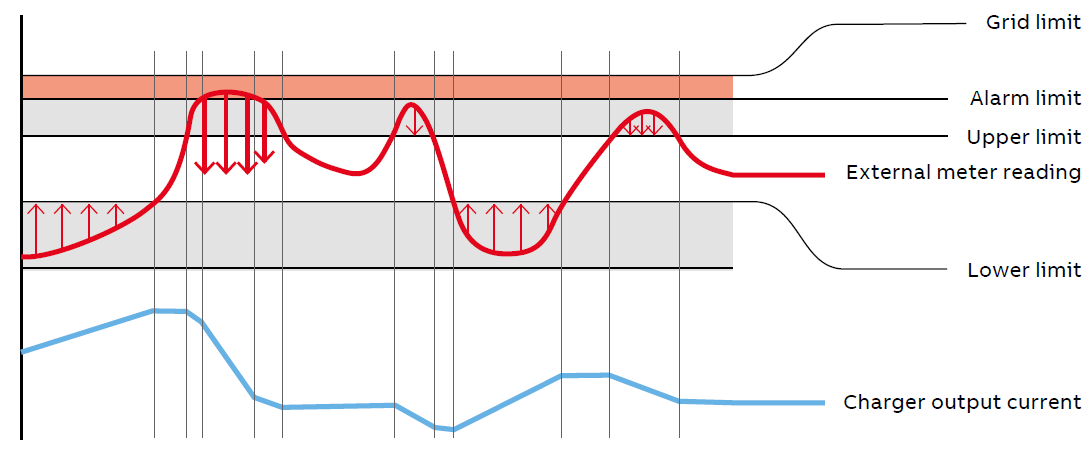 Grid limit
Alarm limit
Upper limit
External meter reading
Lower limit
Charger output current